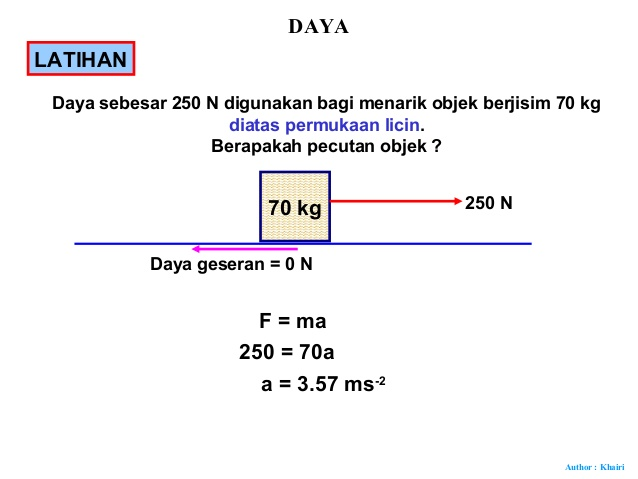 DAYA
LATIHAN
Daya sebesar 250 N digunakan bagi menarik objek berjisim 70 kg
diatas permukaan licin.
Berapakah pecutan objek ?
70 kg
250 N
Daya geseran = 0 N
F = ma
250 = 70a
a = 3.57 ms⁻²
Author : Khairi